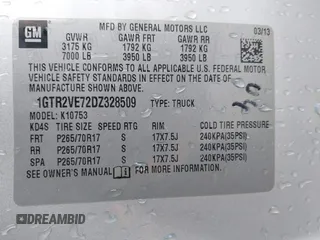 GM
MFD BY GENERAL MOTORS LLC
03/13
GVWR GAWR FRT GAWR RR
3175 KG 1792 KG 1792 KG
7000 LB 3950 LB 3950 LB
THIS VEHICLE CONFORMS TO ALL APPLICABLE U.S. FEDERAL MOTOR
VEHICLE SAFETY STANDARDS IN EFFECT ON THE DATE
OF MANUFACTURE SHOWN ABOVE.
1GTR2VE72DZ328509 TYPE: TRUCK
MODEL: K10753
KD4S TIRE SIZE SPEED RTG RIM COLD TIRE PRESSURE
FRT P265/70R17 S 17X7.5J 240KPA(35PSI)
RR P265/70R17 S 17X7.5J 240KPA(35PSI)
SPA P265/70R17 S 17X7.5J 240KPA(35PSI)
SEE OWNER'S MANUAL FOR ADDITIONAL INFORMATION.
©DREAMBID